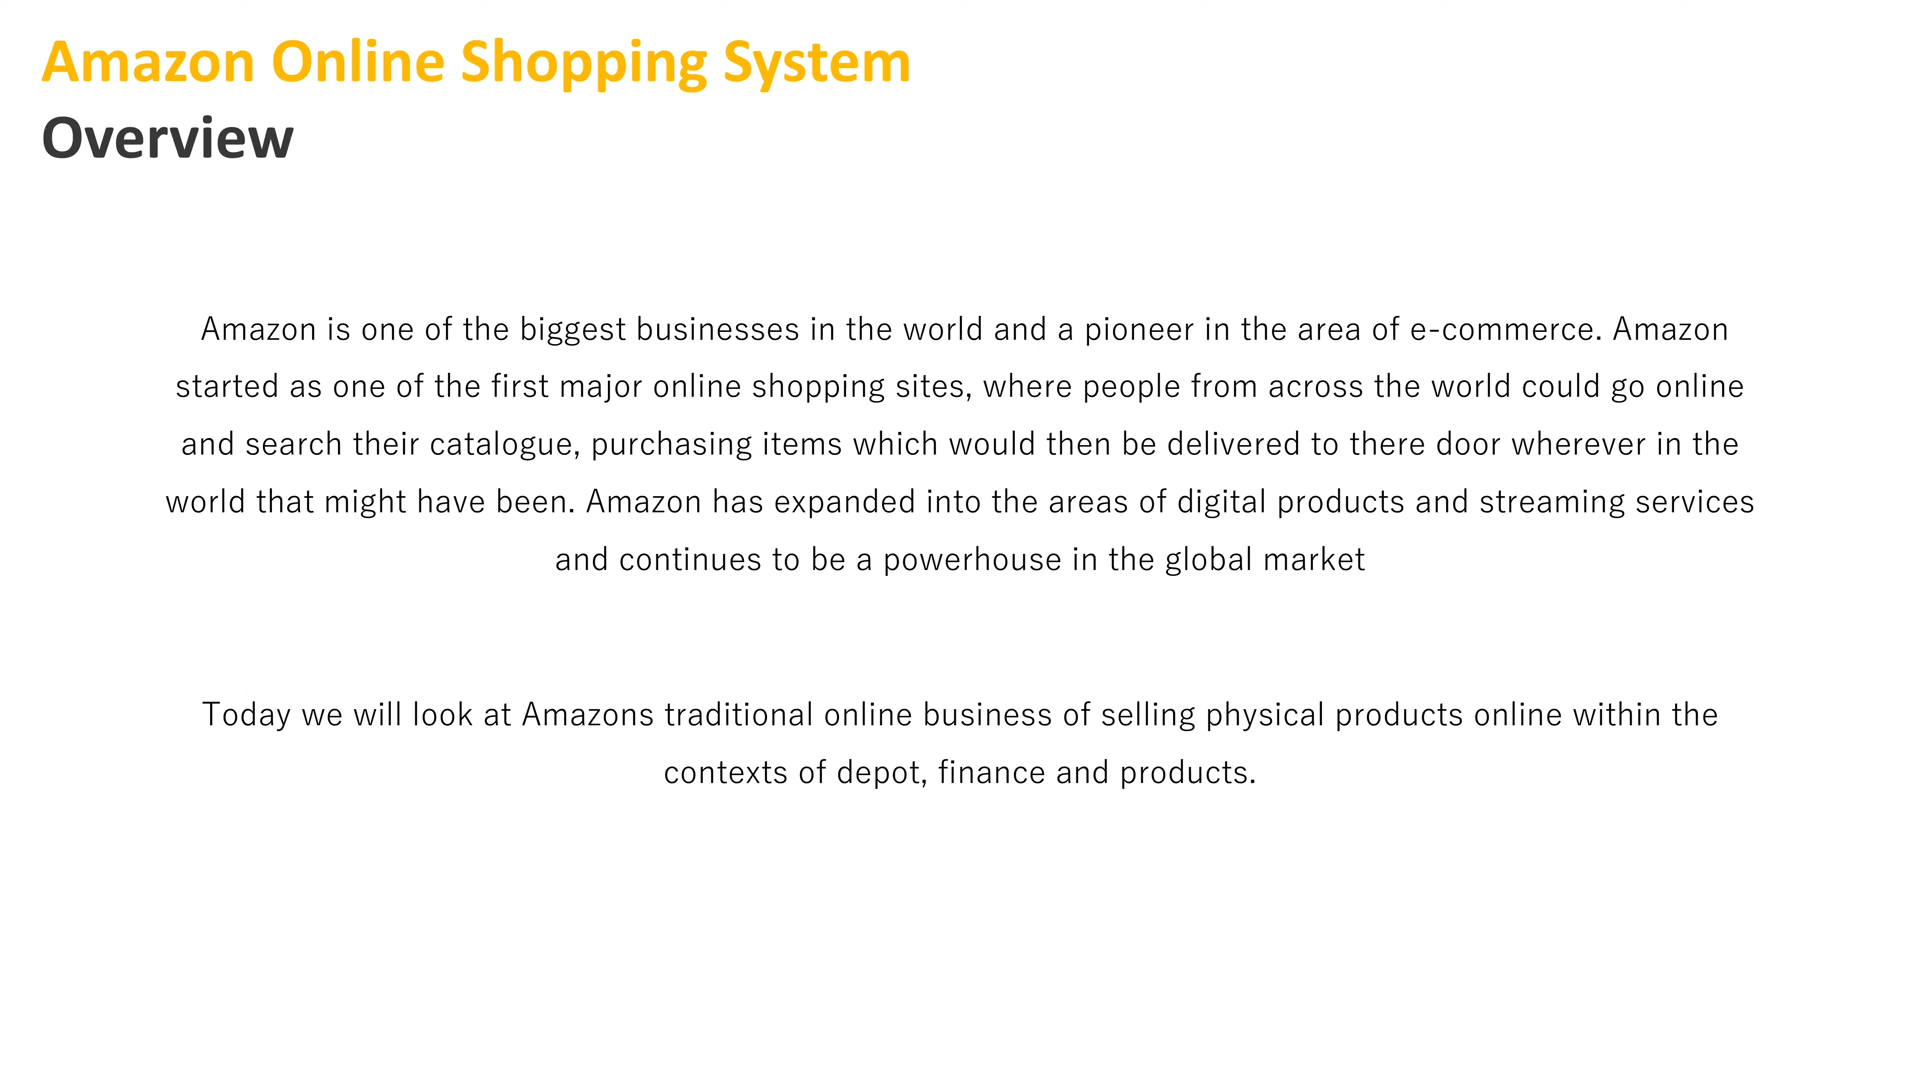 Amazon Online Shopping System
Overview
Amazon is one of the biggest businesses in the world and a pioneer in the area of e-commerce. Amazon
started as one of the first major online shopping sites, where people from across the world could go online
and search their catalogue, purchasing items which would then be delivered to there door wherever in the
world that might have been. Amazon has expanded into the areas of digital products and streaming services
and continues to be a powerhouse in the global market
Today we will look at Amazons traditional online business of selling physical products online within the
contexts of depot, finance and products.